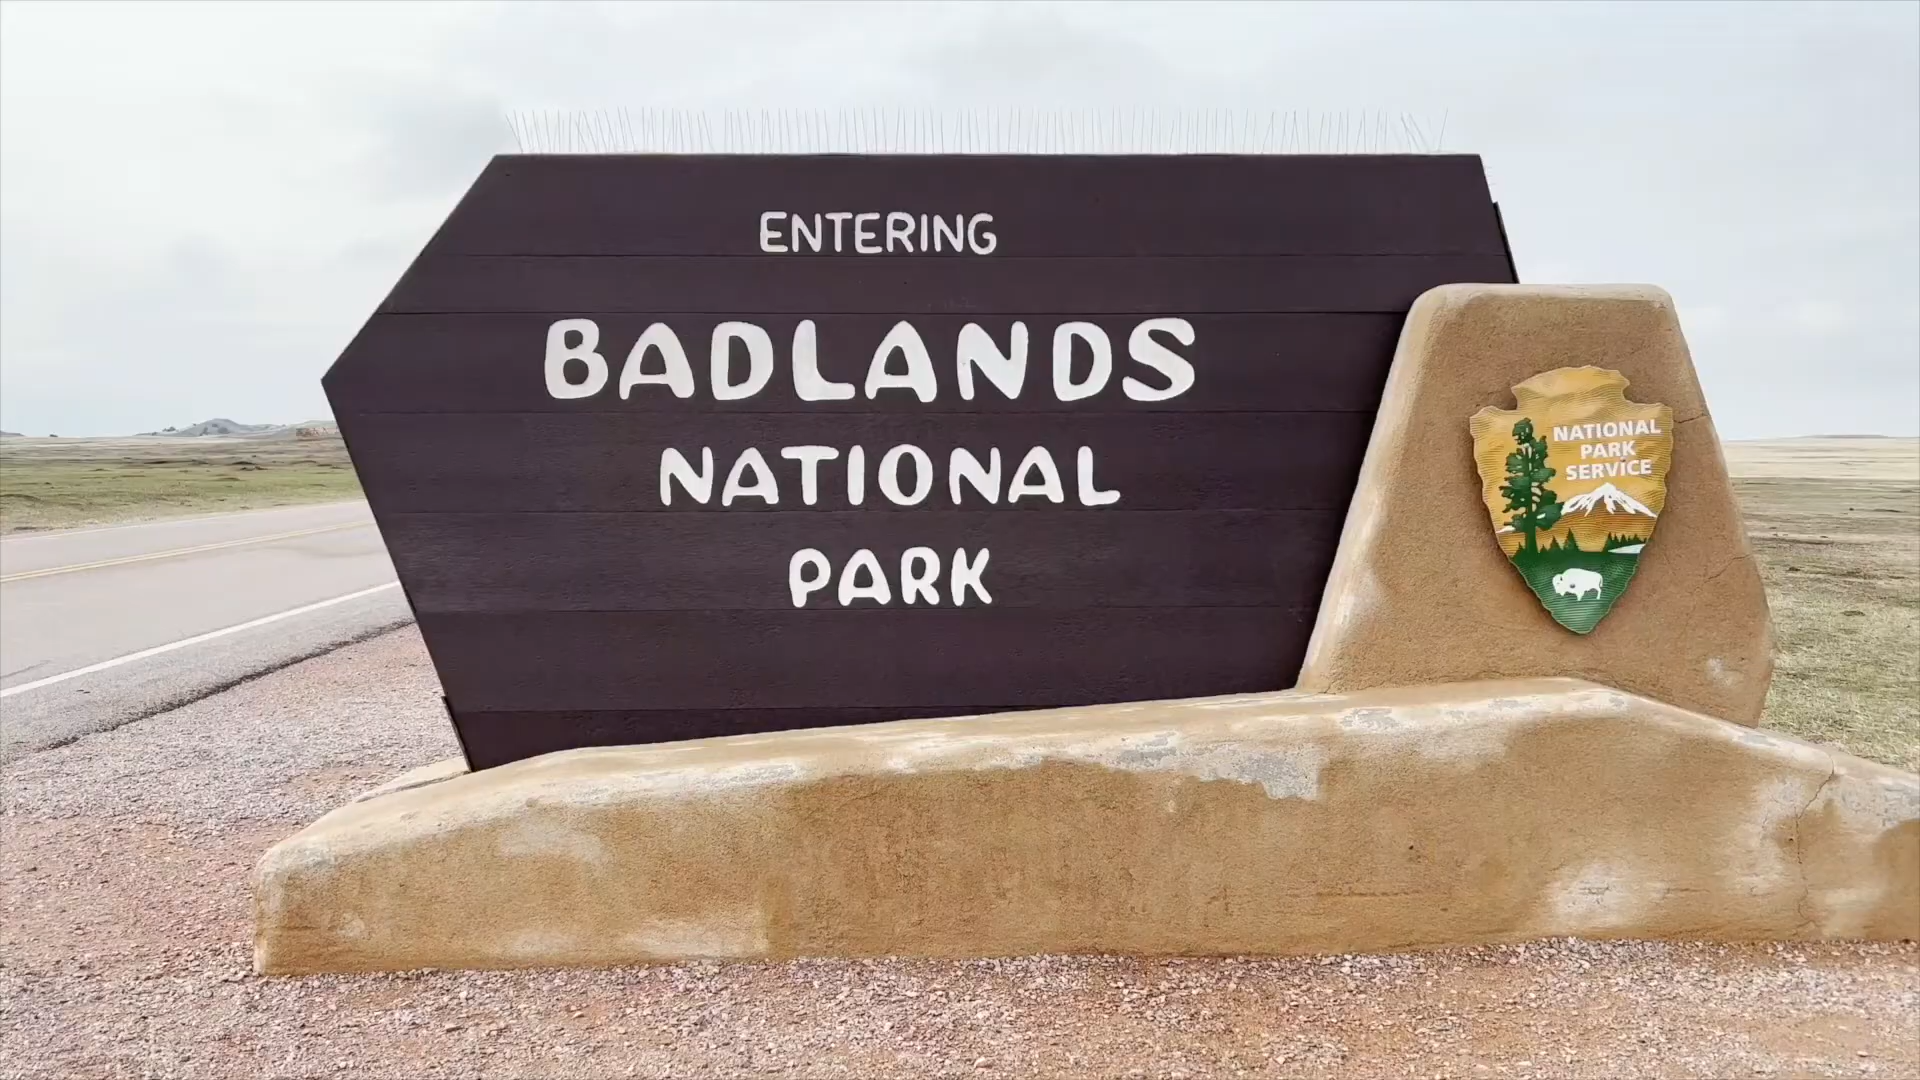 ENTERING
BADLANDS
NATIONAL
PARK
NATIONAL
PARK
SERVICE